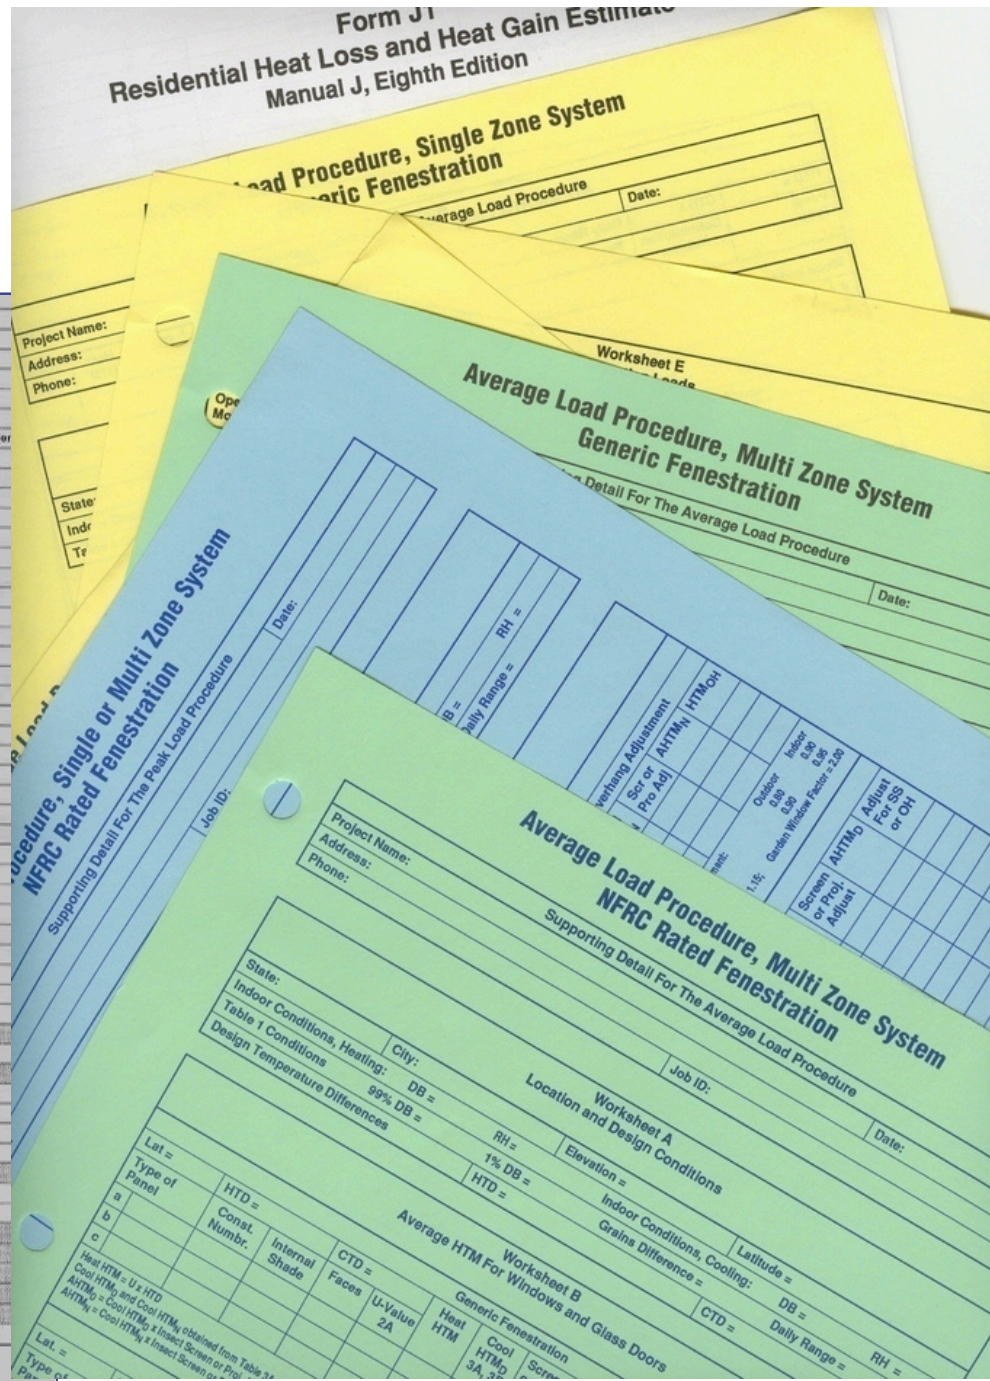 Form J1
Residential Heat Loss and Heat Gain Estimate
Manual J, Eighth Edition
Load Procedure, Single Zone System
Generic Fenestration
Average Load Procedure
Date:
Project Name:
Address:
Phone:
State:
Worksheet E
Loads
Average Load Procedure, Multi Zone System
Generic Fenestration
Detail For The Average Load Procedure
Date:
Procedure, Single or Multi Zone System
NFRC Rated Fenestration
Supporting Detail For The Peak Load Procedure
Date:
Job ID:
RH =
Daily Range =
Overhang Adjustment
Scr or
Pro Adj
AHTMN
HTMOH
Outdoor Indoor
0.80 0.90
0.90 0.95
1.15; Garden Window Factor = 2.00
Screen
or Proj.
Adjust
AHTMD
Adjust
For SS
or OH
Average Load Procedure, Multi Zone System
NFRC Rated Fenestration
Supporting Detail For The Average Load Procedure
Project Name:
Address:
Phone:
Job ID:
Date:
Worksheet A
Location and Design Conditions
State:
City:
Elevation =
Latitude =
Indoor Conditions, Heating:
DB =
RH =
Indoor Conditions, Cooling:
DB =
RH =
Table 1 Conditions
99% DB =
1% DB =
Grains Difference =
Daily Range =
Design Temperature Differences
HTD =
CTD =
Worksheet B
Average HTM For Windows and Glass Doors
Lat =
HTD =
CTD =
Generic Fenestration
Type of
Panel
Const.
Numbr.
Internal
Shade
Faces
U-Value
2A
Heat
HTM
Cool
HTMD
a
b
c
Heat HTM = U x HTD
Cool HTMD and Cool HTMN obtained from Table 3A
AHTMD = Cool HTMD x Insect Screen or Proj.
AHTMN = Cool HTMN x Insect Screen or
Lat. =
Type of